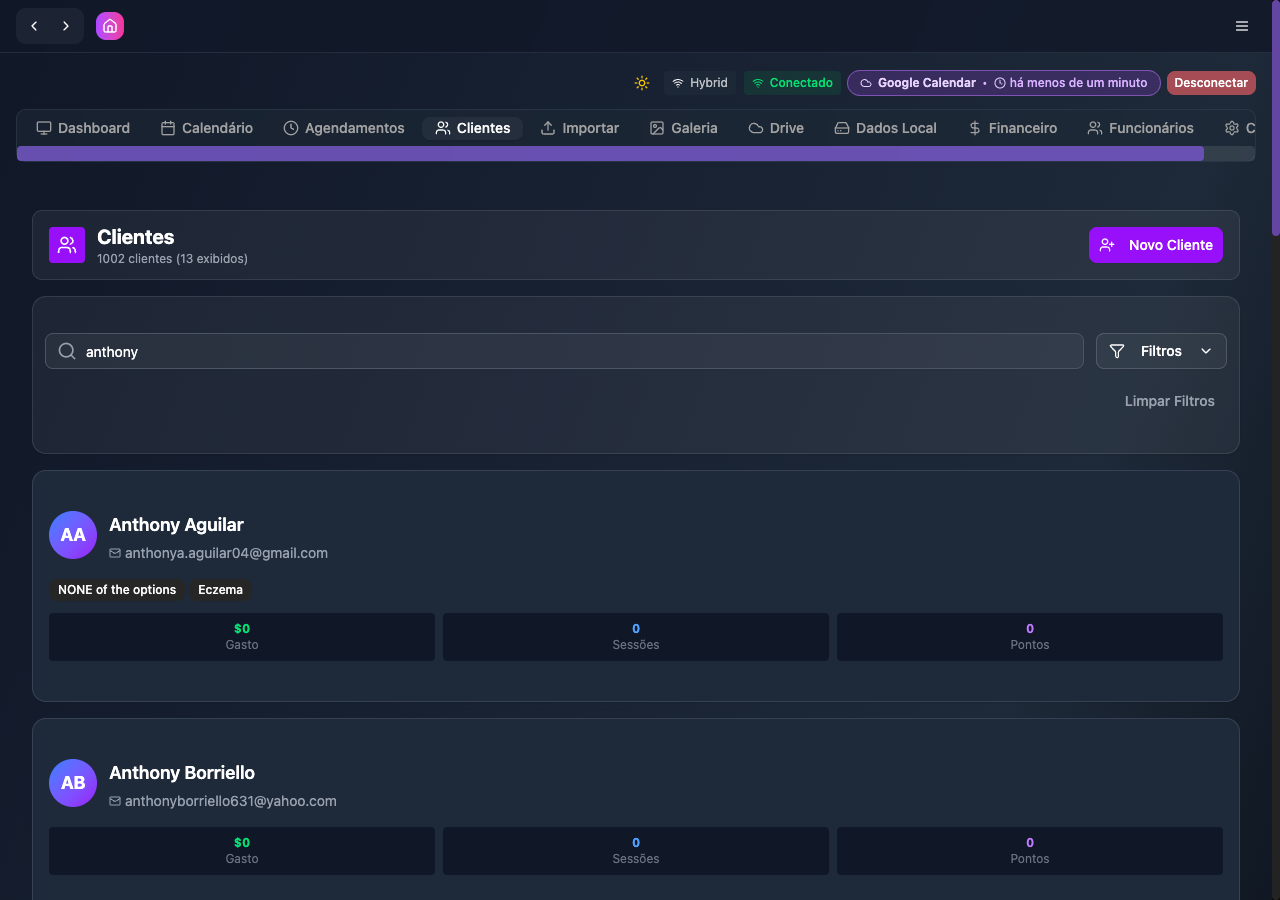 Hybrid
Conectado
Google Calendar • há menos de um minuto
Desconectar
Dashboard
Calendário
Agendamentos
Clientes
Importar
Galeria
Drive
Dados Local
Financeiro
Funcionários
C
Clientes
1002 clientes (13 exibidos)
Novo Cliente
anthony
Filtros
Limpar Filtros
AA
Anthony Aguilar
anthonya.aguilar04@gmail.com
NONE of the options
Eczema
$0
Gasto
0
Sessões
0
Pontos
AB
Anthony Borriello
anthonyborriello631@yahoo.com
$0
Gasto
0
Sessões
0
Pontos